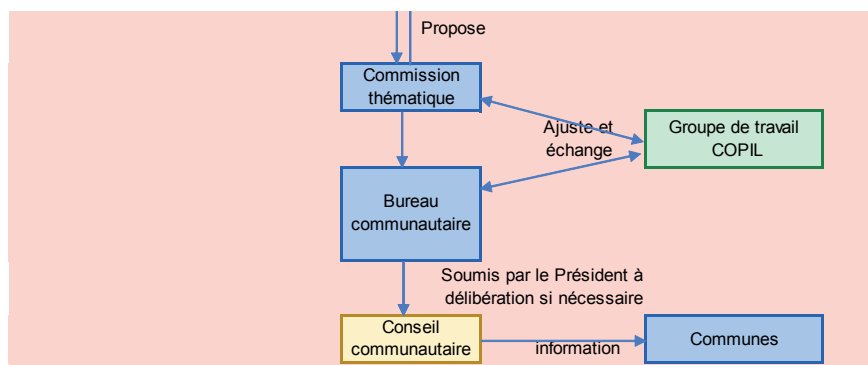 Propose
Commission
thématique
Ajuste et
échange
Groupe de travail
COPIL
Bureau
communautaire
Soumis par le Président à
délibération si nécessaire
Conseil
communautaire
information
Communes